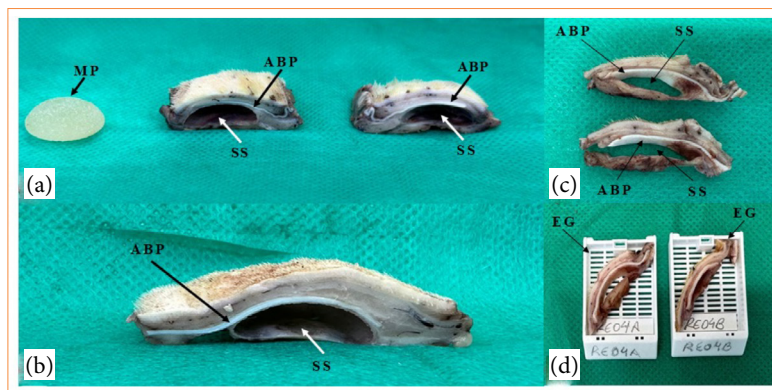 MP
ABP
ABP
SS
SS
(a)
ABP
SS
(b)
ABP
SS
ABP
SS
(c)
EG
EG
RE04A
RE04B
RE04A
RE04B
(d)